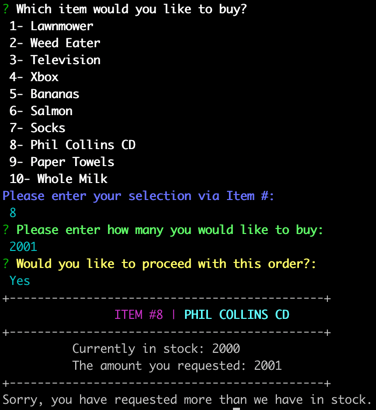 ? Which item would you like to buy?
1- Lawnmower
2- Weed Eater
3- Television
4- Xbox
5- Bananas
6- Salmon
7- Socks
8- Phil Collins CD
9- Paper Towels
10- Whole Milk
Please enter your selection via Item #:
8
? Please enter how many you would like to buy:
2001
? Would you like to proceed with this order?:
Yes
+---------------------------------------+
ITEM #8 | PHIL COLLINS CD
+---------------------------------------+
Currently in stock: 2000
The amount you requested: 2001
+---------------------------------------+
Sorry, you have requested more than we have in stock.